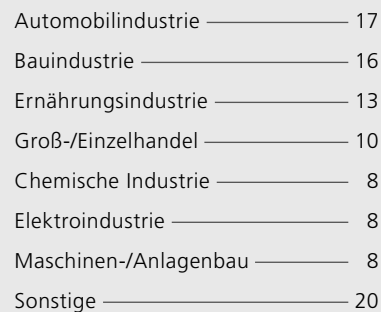 Automobilindustrie 17
Bauindustrie 16
Ernährungsindustrie 13
Groß-/Einzelhandel 10
Chemische Industrie 8
Elektroindustrie 8
Maschinen-/Anlagenbau 8
Sonstige 20